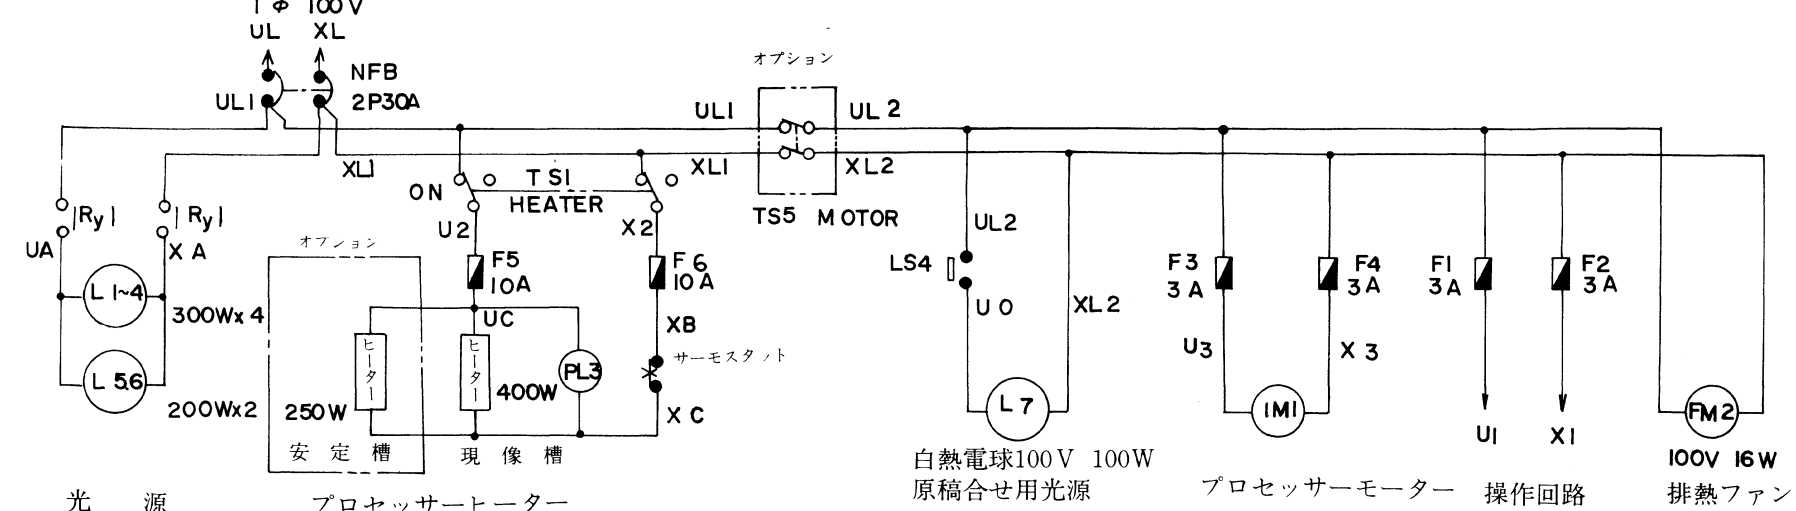 1φ 100V
UL XL
NFB
2P30A
UL1
オプション
UL1 UL2
XL1
XL1 XL2
TS5 MOTOR
ON TS1
HEATER
U2 X2
Ry1 Ry1
UA XA
オプション
F5
10A
F6
10A
UL2
LS4
U0
XL2
F3
3A
F4
3A
F1
3A
F2
3A
L1~4
300Wx4
UC
XB
サーモスタット
ヒーター
ヒーター
PL3
U3 X3
L5.6
200Wx2
250W
400W
XC
L7
1M1
U1 X1
FM2
安定槽
現像槽
白熱電球100V 100W
原稿合せ用光源
100V 16W
光源
プロセッサーヒーター
プロセッサーモーター
操作回路
排熱ファン